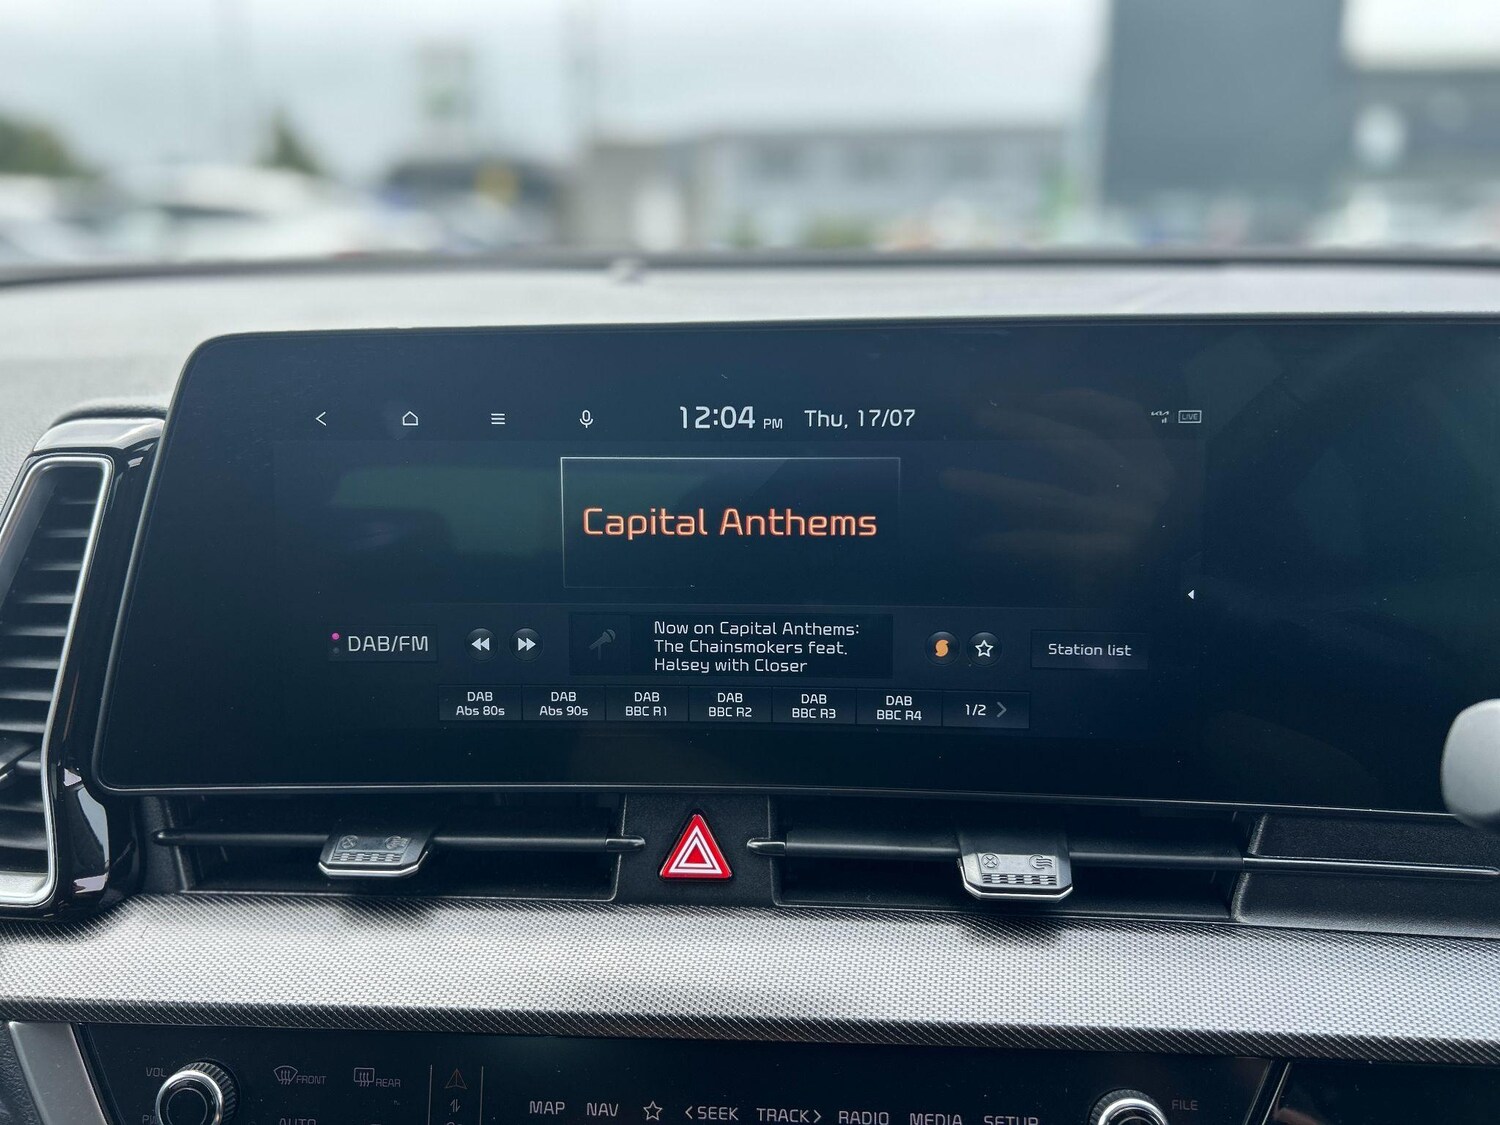 12:04 PM Thu, 17/07
KIA LIVE
Capital Anthems
DAB/FM
Now on Capital Anthems:
The Chainsmokers feat.
Halsey with Closer
Station list
DAB
Abs 80s
DAB
Abs 90s
DAB
BBC R1
DAB
BBC R2
DAB
BBC R3
DAB
BBC R4
1/2
VOL
FRONT
REAR
AUTO
MAP
NAV
<SEEK
TRACK>
RADIO
MEDIA
SETUP
FILE